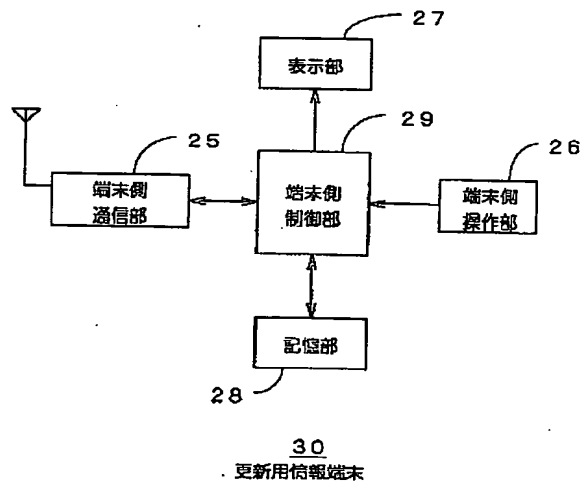 27
表示部
25
29
26
端末側
通信部
端末側
制御部
端末側
操作部
記憶部
28
30
更新用情報端末